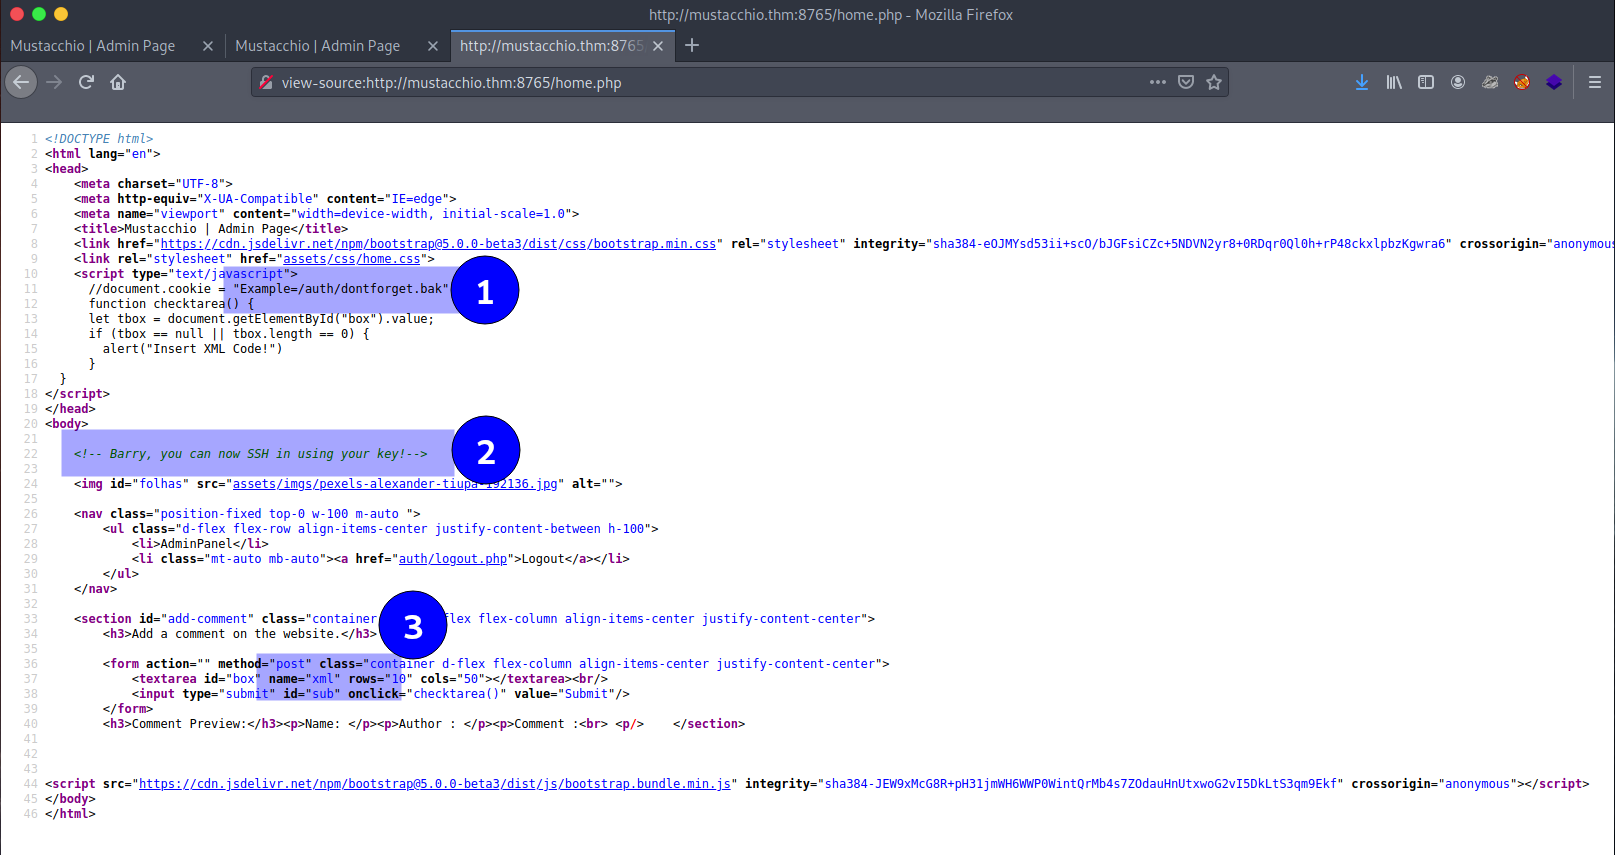 http://mustacchio.thm:8765/home.php - Mozilla Firefox
Mustacchio | Admin Page
Mustacchio | Admin Page
http://mustacchio.thm:8765
view-source:http://mustacchio.thm:8765/home.php
1 <!DOCTYPE html>
2 <html lang="en">
3 <head>
4     <meta charset="UTF-8">
5     <meta http-equiv="X-UA-Compatible" content="IE=edge">
6     <meta name="viewport" content="width=device-width, initial-scale=1.0">
7     <title>Mustacchio | Admin Page</title>
8     <link href="https://cdn.jsdelivr.net/npm/bootstrap@5.0.0-beta3/dist/css/bootstrap.min.css" rel="stylesheet" integrity="sha384-eOJMYsd53ii+scO/bJGFsiCZc+5NDVN2yr8+0RDqr0Ql0h+rP48ckxlpbzKgwra6" crossorigin="anonymous
9     <link rel="stylesheet" href="assets/css/home.css">
10     <script type="text/javascript">
11       //document.cookie = "Example=/auth/dontforget.bak"
1
12       function checktarea() {
13       let tbox = document.getElementById("box").value;
14       if (tbox == null || tbox.length == 0) {
15         alert("Insert XML Code!")
16       }
17   }
18 </script>
19 </head>
20 <body>
21
22     <!-- Barry, you can now SSH in using your key!-->
2
23
24     <img id="folhas" src="assets/imgs/pexels-alexander-tiupa-192136.jpg" alt="">
25
26     <nav class="position-fixed top-0 w-100 m-auto ">
27         <ul class="d-flex flex-row align-items-center justify-content-between h-100">
28             <li>AdminPanel</li>
29             <li class="mt-auto mb-auto"><a href="auth/logout.php">Logout</a></li>
30         </ul>
31     </nav>
32
33     <section id="add-comment" class="container flex flex-column align-items-center justify-content-center">
3
34         <h3>Add a comment on the website.</h3>
35
36         <form action="" method="post" class="container d-flex flex-column align-items-center justify-content-center">
37             <textarea id="box" name="xml" rows="10" cols="50"></textarea><br/>
38             <input type="submit" id="sub" onclick="checktarea()" value="Submit"/>
39         </form>
40         <h3>Comment Preview:</h3><p>Name: </p><p>Author : </p><p>Comment :<br> <p/>    </section>
41
42
43
44 <script src="https://cdn.jsdelivr.net/npm/bootstrap@5.0.0-beta3/dist/js/bootstrap.bundle.min.js" integrity="sha384-JEW9xMcG8R+pH31jmWH6WWP0WintQrMb4s7ZOdauHnUtxwoG2vI5DkLtS3qm9Ekf" crossorigin="anonymous"></script>
45 </body>
46 </html>